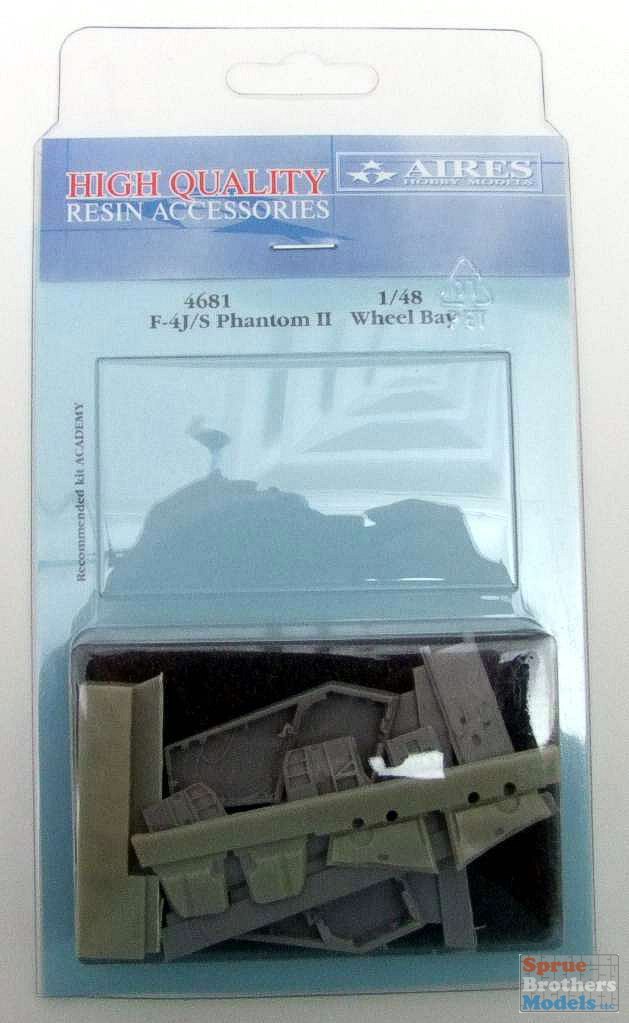 HIGH QUALITY
RESIN ACCESSORIES
AIRES
HOBBY MODELS
4681
1/48
F-4J/S Phantom II
Wheel Bay
Recommended kit ACADEMY
Sprue
Brothers
Models LLC